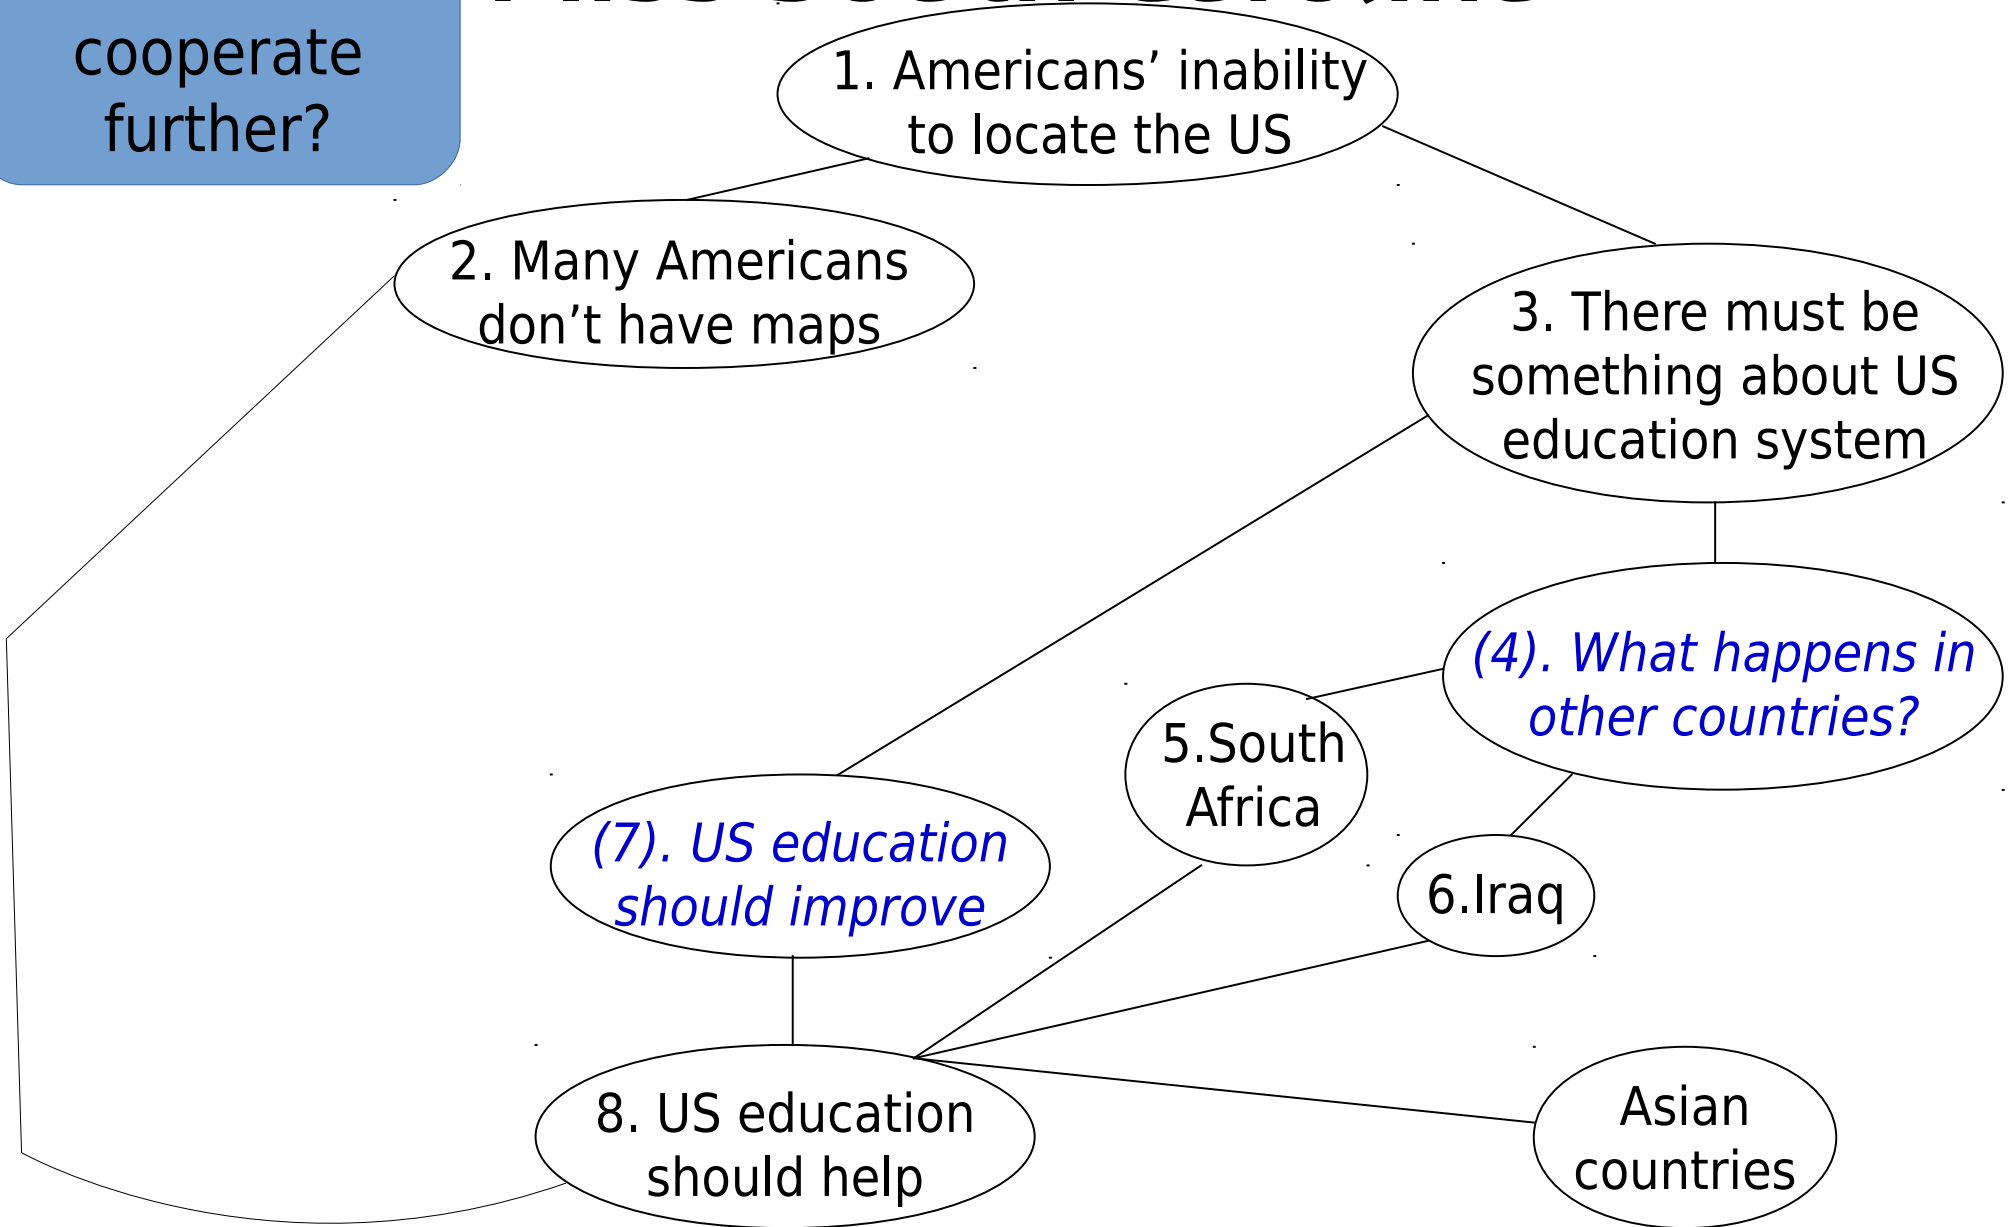 cooperate
further?
1. Americans’ inability
to locate the US
2. Many Americans
don’t have maps
3. There must be
something about US
education system
(4). What happens in
other countries?
5.South
Africa
6.Iraq
(7). US education
should improve
8. US education
should help
Asian
countries